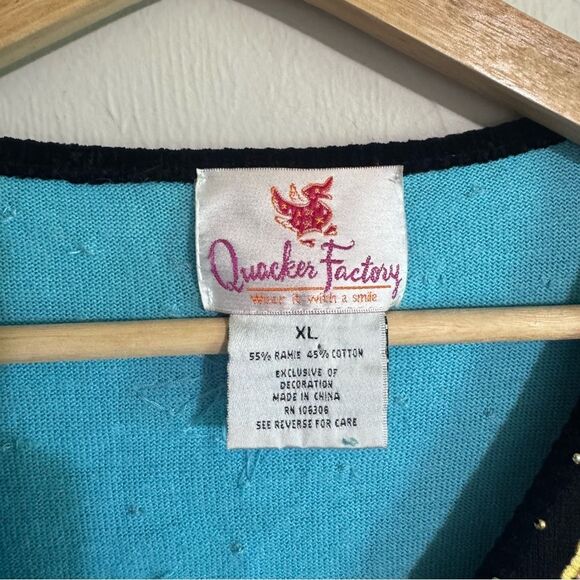 Quacker Factory
Wear it with a smile
XL
55% RAMIE 45% COTTON
EXCLUSIVE OF
DECORATION
MADE IN CHINA
RN 106306
SEE REVERSE FOR CARE